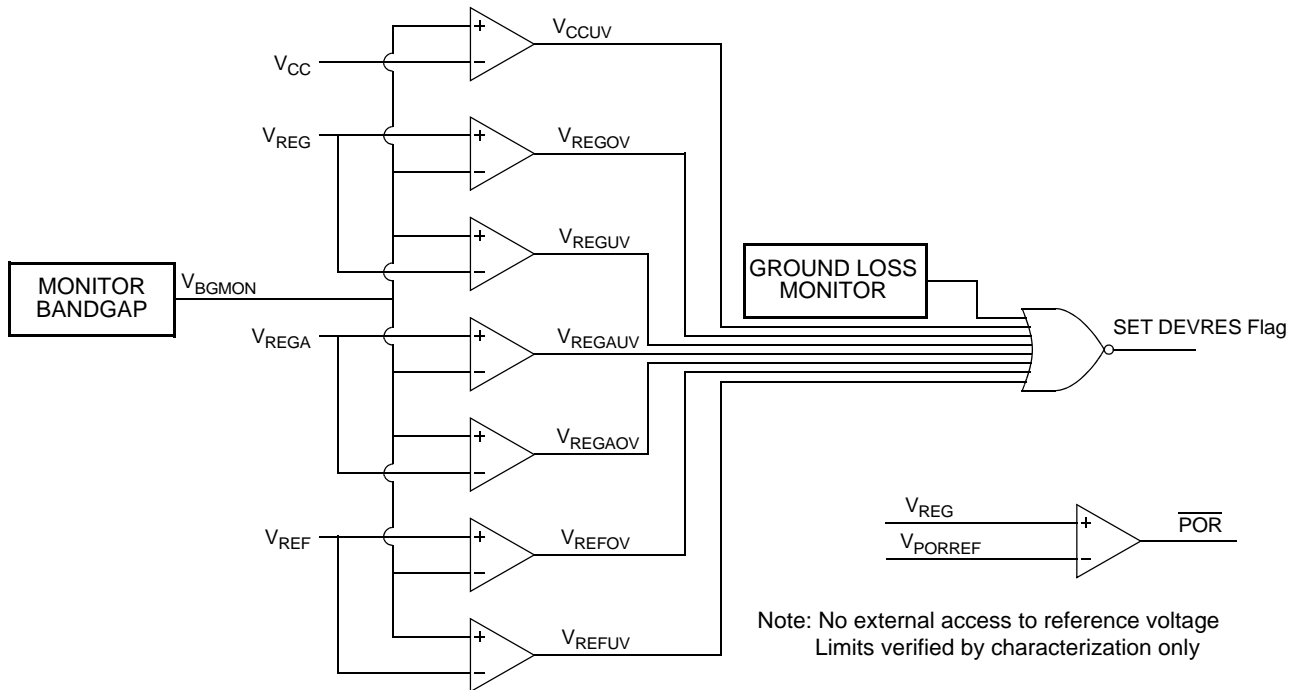 V_CCUV
V_CC
V_REG
V_REGOV
V_REGUV
GROUND LOSS
MONITOR
MONITOR
BANDGAP
V_BGMON
SET DEVRES Flag
V_REGA
V_REGAUV
V_REGAOV
V_REG
V_PORREF
POR
V_REF
V_REFOV
V_REFUV
Note: No external access to reference voltage
Limits verified by characterization only